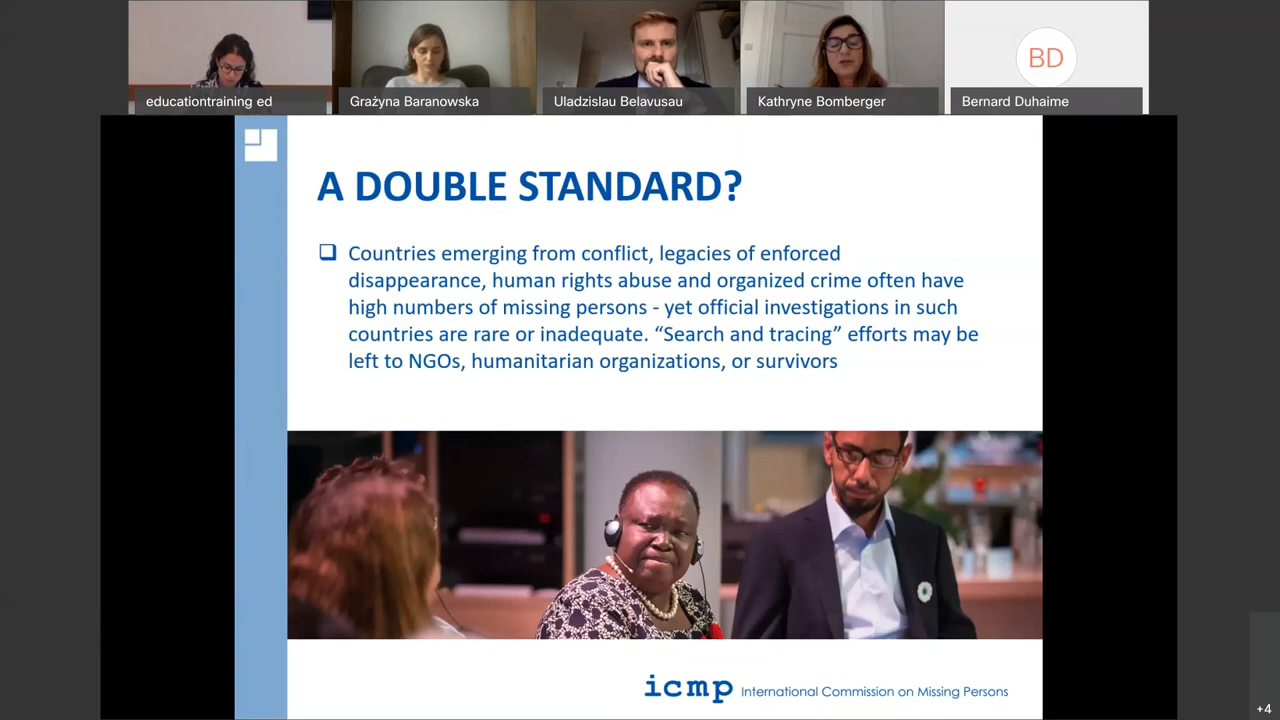 educationtraining ed
Grażyna Baranowska
Uladzislau Belavusau
Kathryne Bomberger
BD
Bernard Duhaime
A DOUBLE STANDARD?
Countries emerging from conflict, legacies of enforced
disappearance, human rights abuse and organized crime often have
high numbers of missing persons - yet official investigations in such
countries are rare or inadequate. “Search and tracing” efforts may be
left to NGOs, humanitarian organizations, or survivors
icmp International Commission on Missing Persons
+4